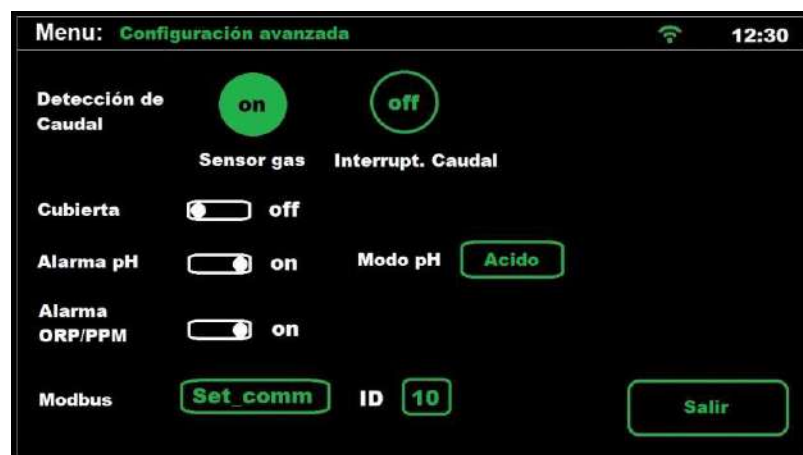 Menu: Configuración avanzada 12:30
Detección de
Caudal
on off
Sensor gas Interrupt. Caudal
Cubierta off
Alarma pH on Modo pH Acido
Alarma
ORP/PPM on
Modbus Set_comm ID 10 Salir